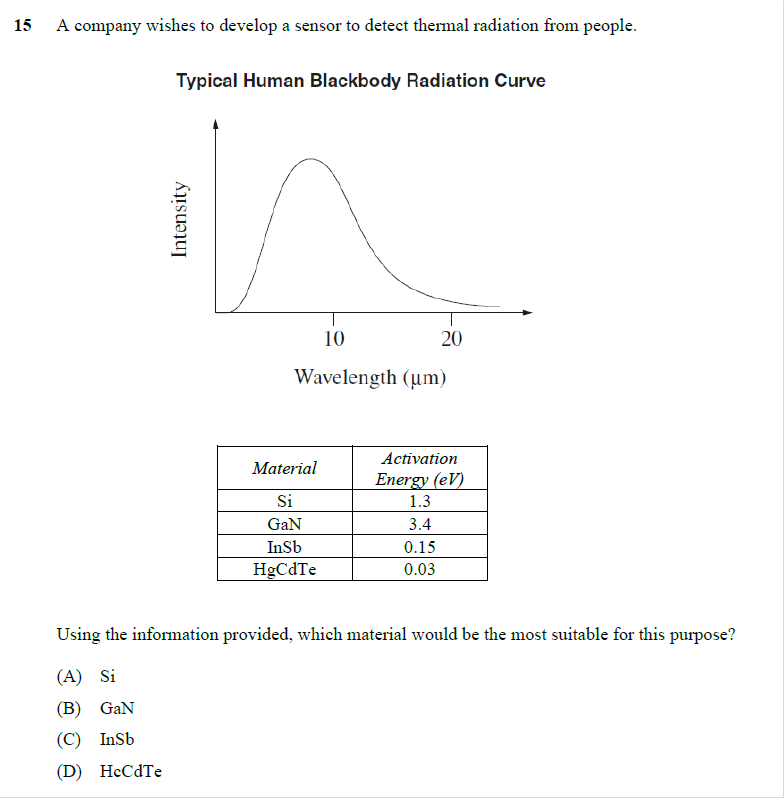 15 A company wishes to develop a sensor to detect thermal radiation from people.
Typical Human Blackbody Radiation Curve
Intensity
10 20
Wavelength (μm)
Material Activation Energy (eV)
Si 1.3
GaN 3.4
InSb 0.15
HgCdTe 0.03
Using the information provided, which material would be the most suitable for this purpose?
(A) Si
(B) GaN
(C) InSb
(D) HcCdTe